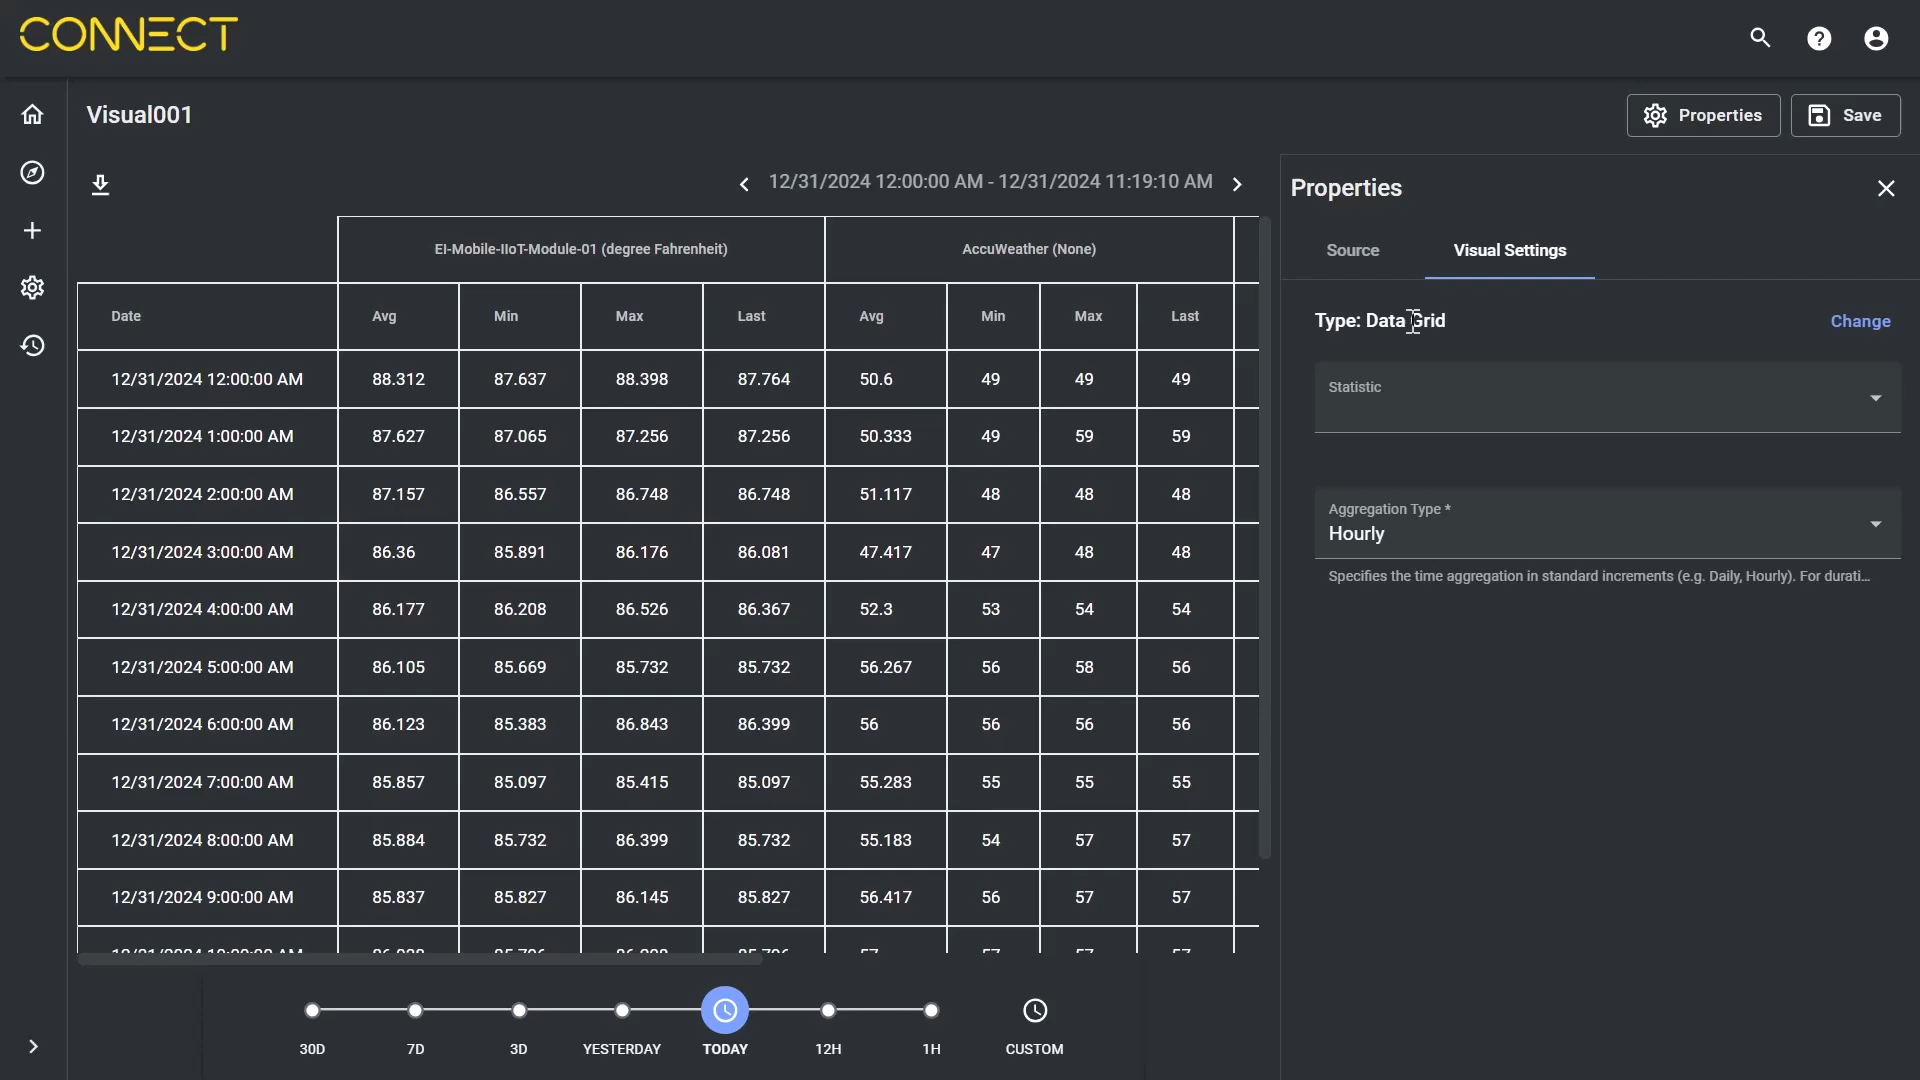 CONNECT
Visual001
Properties
Save
12/31/2024 12:00:00 AM - 12/31/2024 11:19:10 AM
EI-Mobile-IIoT-Module-01 (degree Fahrenheit) AccuWeather (None)
Date Avg Min Max Last Avg Min Max Last
12/31/2024 12:00:00 AM 88.312 87.637 88.398 87.764 50.6 49 49 49
12/31/2024 1:00:00 AM 87.627 87.065 87.256 87.256 50.333 49 59 59
12/31/2024 2:00:00 AM 87.157 86.557 86.748 86.748 51.117 48 48 48
12/31/2024 3:00:00 AM 86.36 85.891 86.176 86.081 47.417 47 48 48
12/31/2024 4:00:00 AM 86.177 86.208 86.526 86.367 52.3 53 54 54
12/31/2024 5:00:00 AM 86.105 85.669 85.732 85.732 56.267 56 58 56
12/31/2024 6:00:00 AM 86.123 85.383 86.843 86.399 56 56 56 56
12/31/2024 7:00:00 AM 85.857 85.097 85.415 85.097 55.283 55 55 55
12/31/2024 8:00:00 AM 85.884 85.732 86.399 85.732 55.183 54 57 57
12/31/2024 9:00:00 AM 85.837 85.827 86.145 85.827 56.417 56 57 57
30D 7D 3D YESTERDAY TODAY 12H 1H CUSTOM
Properties
Source Visual Settings
Type: Data Grid Change
Statistic
Aggregation Type *
Hourly
Specifies the time aggregation in standard increments (e.g. Daily, Hourly). For durati...